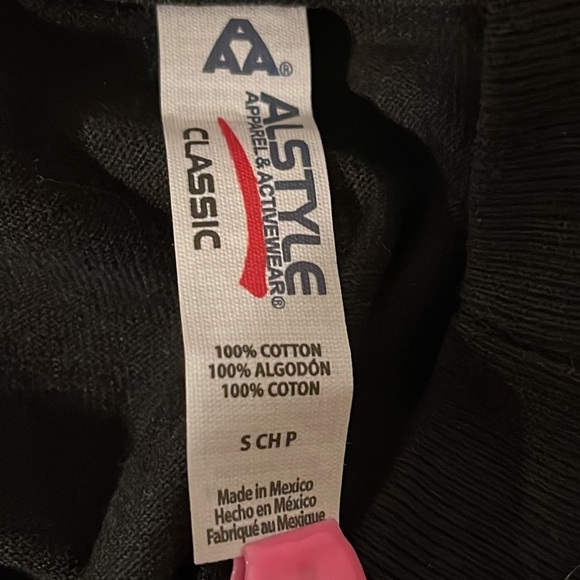 AAA®
ALSTYLE
APPAREL & ACTIVEWEAR®
CLASSIC
100% COTTON
100% ALGODÓN
100% COTON
S CH P
Made in Mexico
Hecho en México
Fabriqué au Mexique